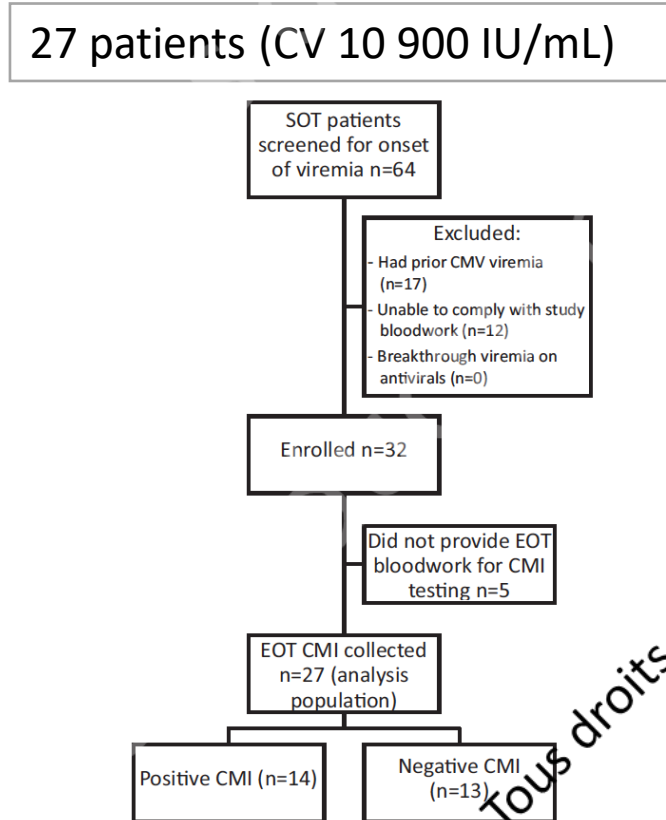 27 patients (CV 10 900 IU/mL)
SOT patients
screened for onset
of viremia n=64
Excluded:
- Had prior CMV viremia
(n=17)
- Unable to comply with study
bloodwork (n=12)
- Breakthrough viremia on
antivirals (n=0)
Enrolled n=32
Did not provide EOT
bloodwork for CMI
testing n=5
EOT CMI collected
n=27 (analysis
population)
Positive CMI (n=14)
Negative CMI
(n=13)
Tous droits